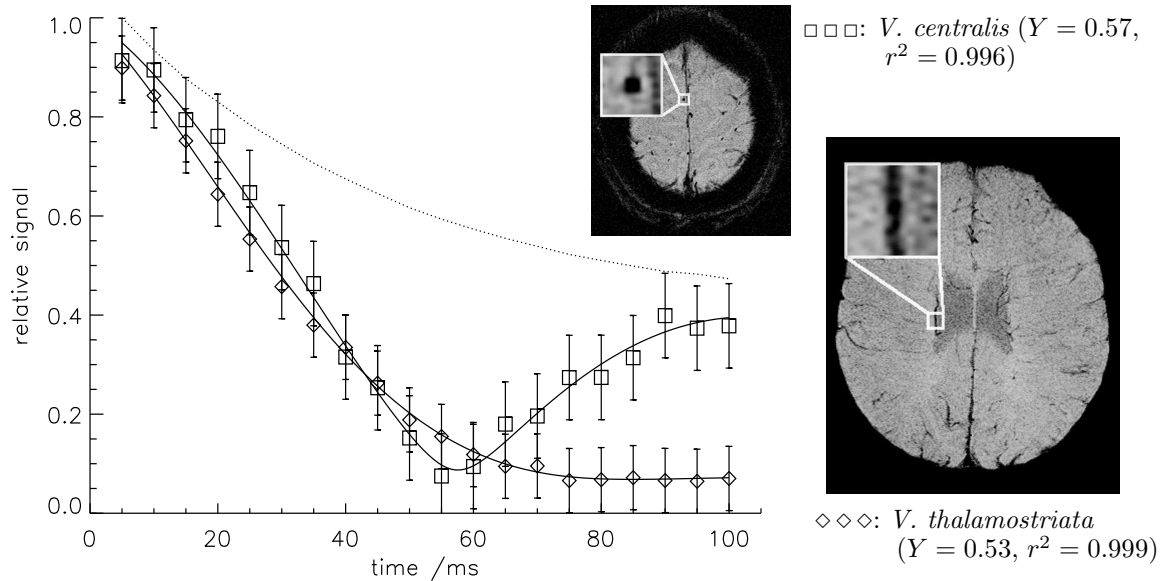 1.0
0.8
0.6
0.4
0.2
0.0
relative signal
0 20 40 60 80 100
time /ms
□ □ □: V. centralis (Y = 0.57,
r² = 0.996)
◇ ◇ ◇: V. thalamostriata
(Y = 0.53, r² = 0.999)